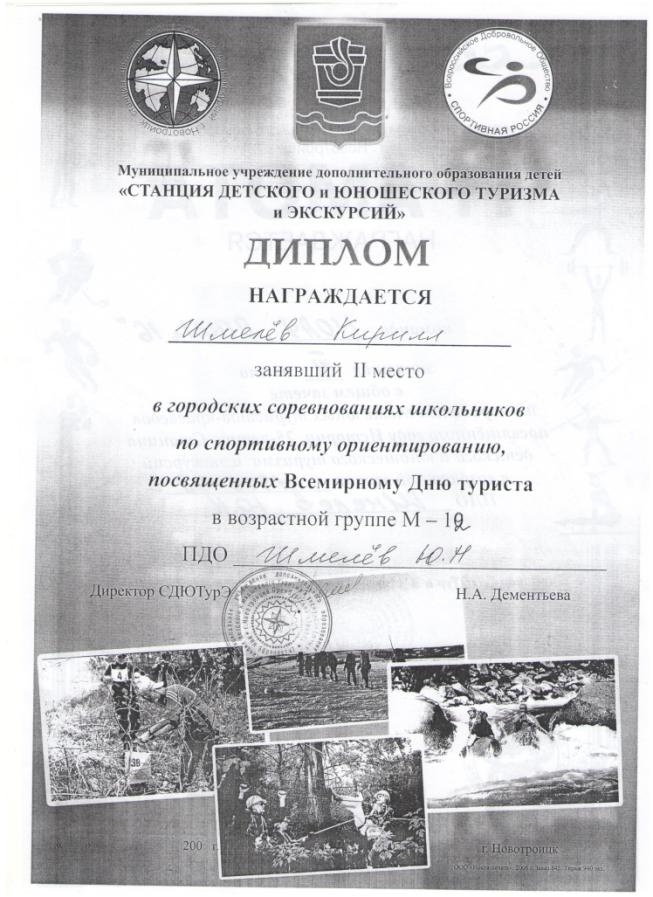 Всероссийское Добровольное Общество
СПОРТИВНАЯ РОССИЯ
Муниципальное учреждение дополнительного образования детей
«СТАНЦИЯ ДЕТСКОГО и ЮНОШЕСКОГО ТУРИЗМА
и ЭКСКУРСИЙ»
ДИПЛОМ
НАГРАЖДАЕТСЯ
Шмелёв Кирилл
занявший II место
в городских соревнованиях школьников
по спортивному ориентированию,
посвященных Всемирному Дню туриста
в возрастной группе М – 12
ПДО Шмелёв Ю.Н
Директор СДЮТурЭ
Н.А. Дементьева
4
36
200 г.
г. Новотроицк